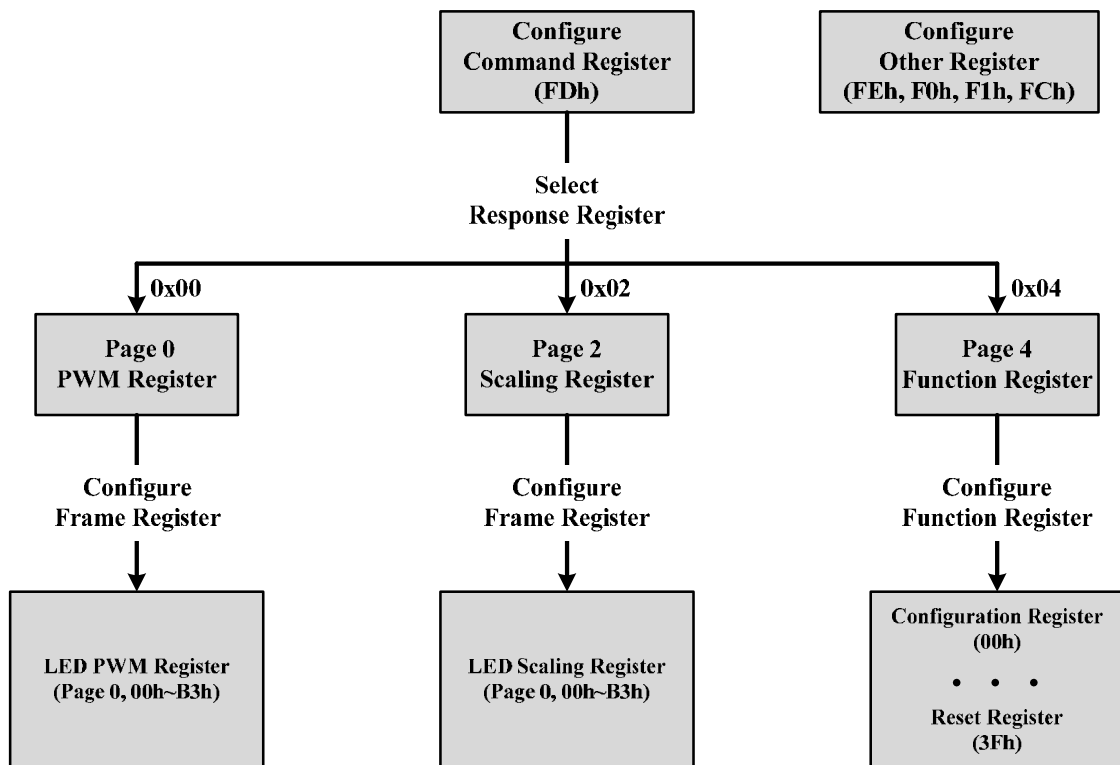 Configure
Command Register
(FDh)
Configure
Other Register
(FEh, F0h, F1h, FCh)
Select
Response Register
0x00
0x02
0x04
Page 0
PWM Register
Page 2
Scaling Register
Page 4
Function Register
Configure
Frame Register
Configure
Frame Register
Configure
Function Register
LED PWM Register
(Page 0, 00h~B3h)
LED Scaling Register
(Page 0, 00h~B3h)
Configuration Register
(00h)
• • •
Reset Register
(3Fh)